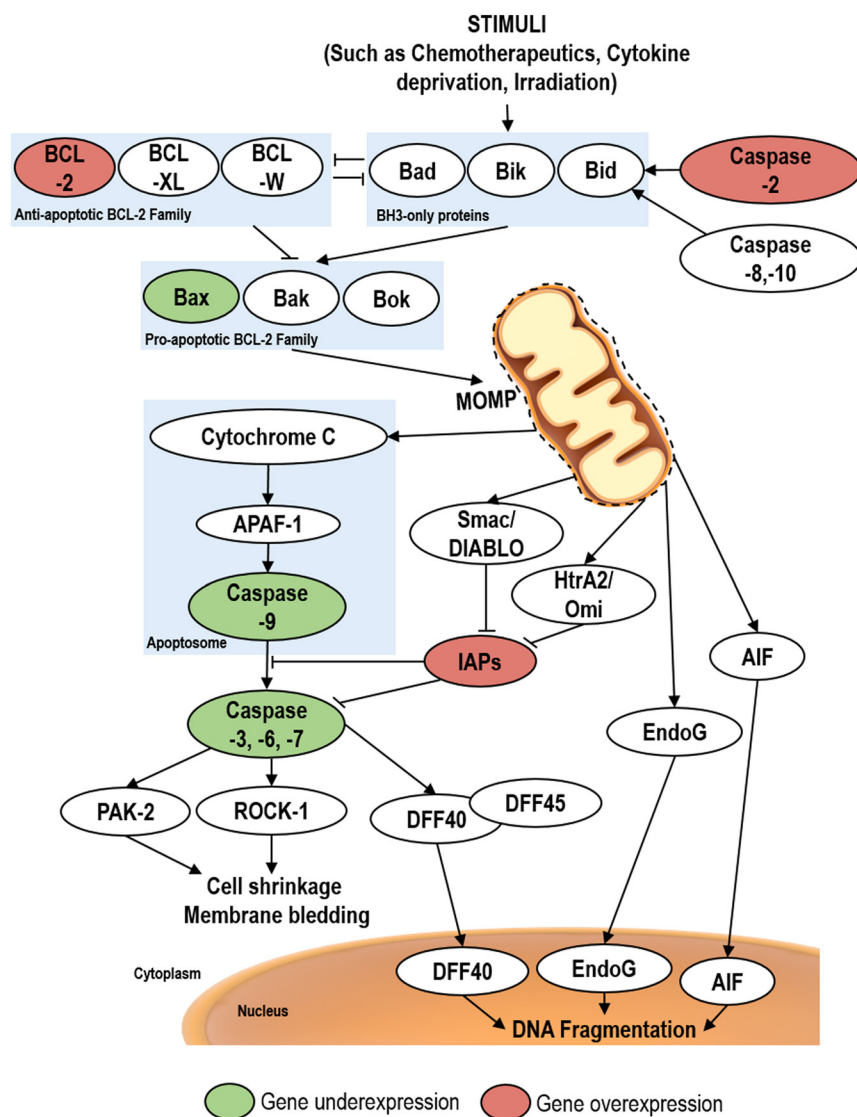 STIMULI
(Such as Chemotherapeutics, Cytokine
deprivation, Irradiation)
BCL
-2
BCL
-XL
BCL
-W
Anti-apoptotic BCL-2 Family
Bad
Bik
Bid
BH3-only proteins
Caspase
-2
Caspase
-8,-10
Bax
Bak
Bok
Pro-apoptotic BCL-2 Family
MOMP
Cytochrome C
APAF-1
Caspase
-9
Apoptosome
Smac/
DIABLO
HtrA2/
Omi
IAPs
AIF
EndoG
Caspase
-3, -6, -7
PAK-2
ROCK-1
DFF40
DFF45
Cell shrinkage
Membrane bledding
Cytoplasm
Nucleus
DFF40
EndoG
AIF
DNA Fragmentation
Gene underexpression
Gene overexpression